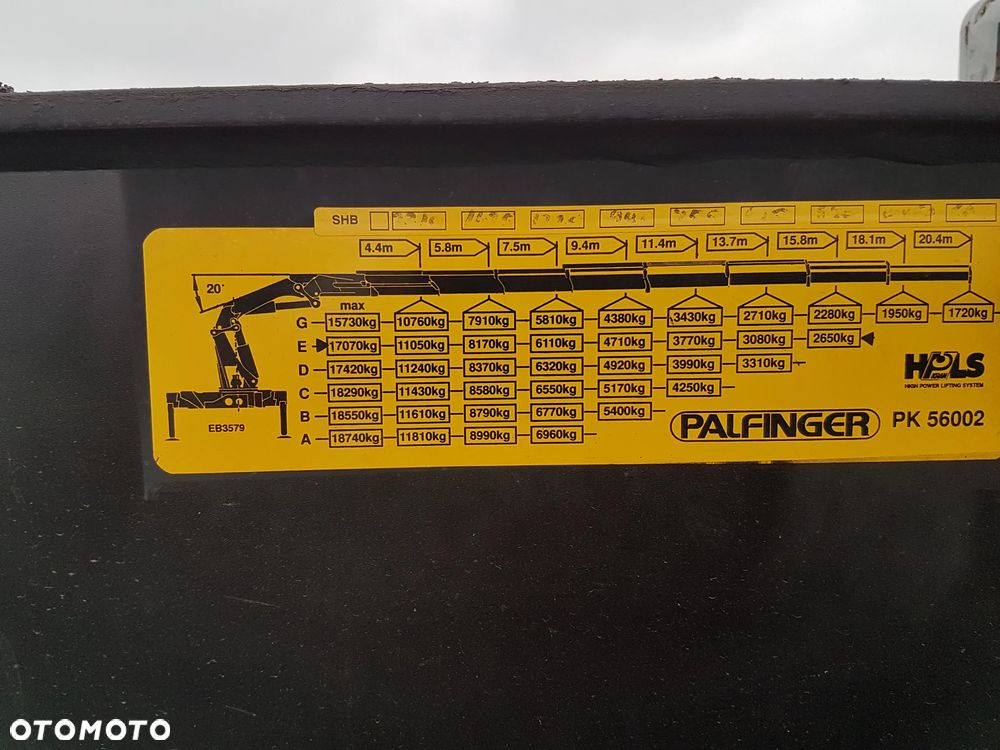 SHB
4.4m 5.8m 7.5m 9.4m 11.4m 13.7m 15.8m 18.1m 20.4m
20°
max
G 15730kg 10760kg 7910kg 5810kg 4380kg 3430kg 2710kg 2280kg 1950kg 1720kg
E 17070kg 11050kg 8170kg 6110kg 4710kg 3770kg 3080kg 2650kg
D 17420kg 11240kg 8370kg 6320kg 4920kg 3990kg 3310kg
C 18290kg 11430kg 8580kg 6550kg 5170kg 4250kg
B 18550kg 11610kg 8790kg 6770kg 5400kg
A 18740kg 11810kg 8990kg 6960kg
EB3579
HPLS
HIGH POWER LIFTING SYSTEM
PALFINGER PK 56002
OTOMOTO